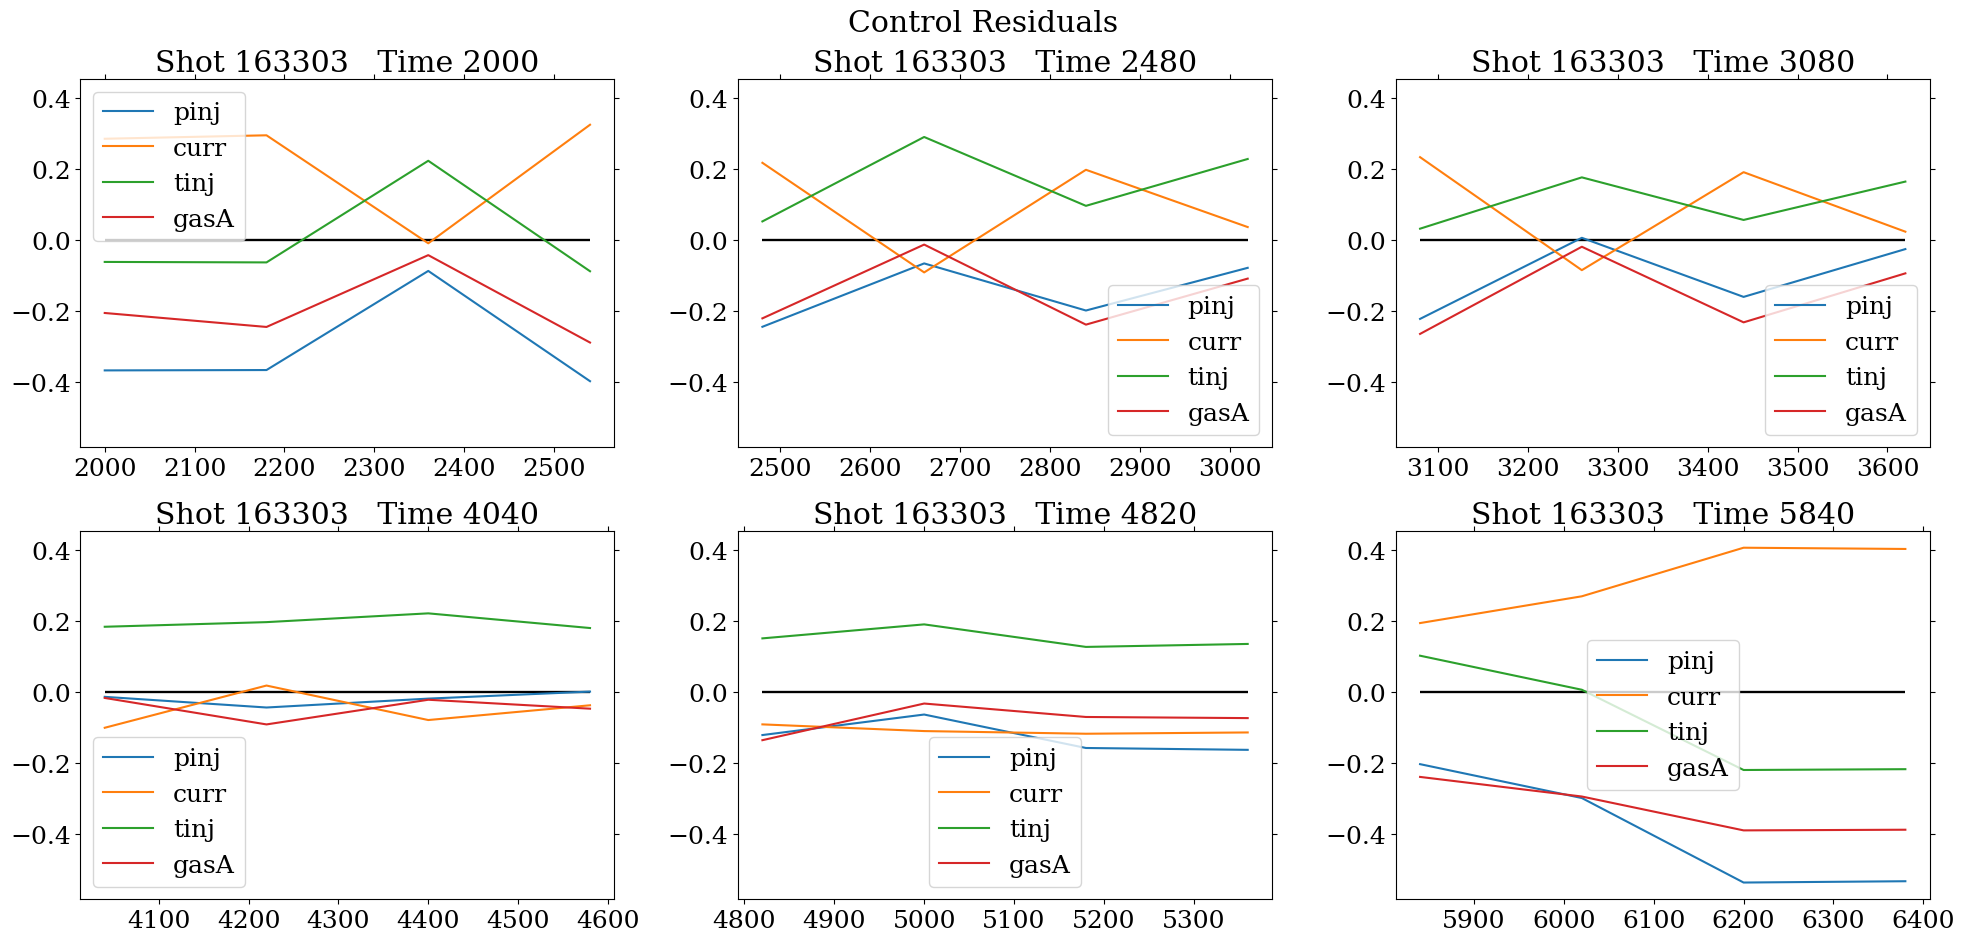 Control Residuals
Shot 163303   Time 2000
0.4
0.2
0.0
−0.2
−0.4
pinj
curr
tinj
gasA
2000 2100 2200 2300 2400 2500
Shot 163303   Time 2480
0.4
0.2
0.0
−0.2
−0.4
pinj
curr
tinj
gasA
2500 2600 2700 2800 2900 3000
Shot 163303   Time 3080
0.4
0.2
0.0
−0.2
−0.4
pinj
curr
tinj
gasA
3100 3200 3300 3400 3500 3600
Shot 163303   Time 4040
0.4
0.2
0.0
−0.2
−0.4
pinj
curr
tinj
gasA
4100 4200 4300 4400 4500 4600
Shot 163303   Time 4820
0.4
0.2
0.0
−0.2
−0.4
pinj
curr
tinj
gasA
4800 4900 5000 5100 5200 5300
Shot 163303   Time 5840
0.4
0.2
0.0
−0.2
−0.4
pinj
curr
tinj
gasA
5900 6000 6100 6200 6300 6400